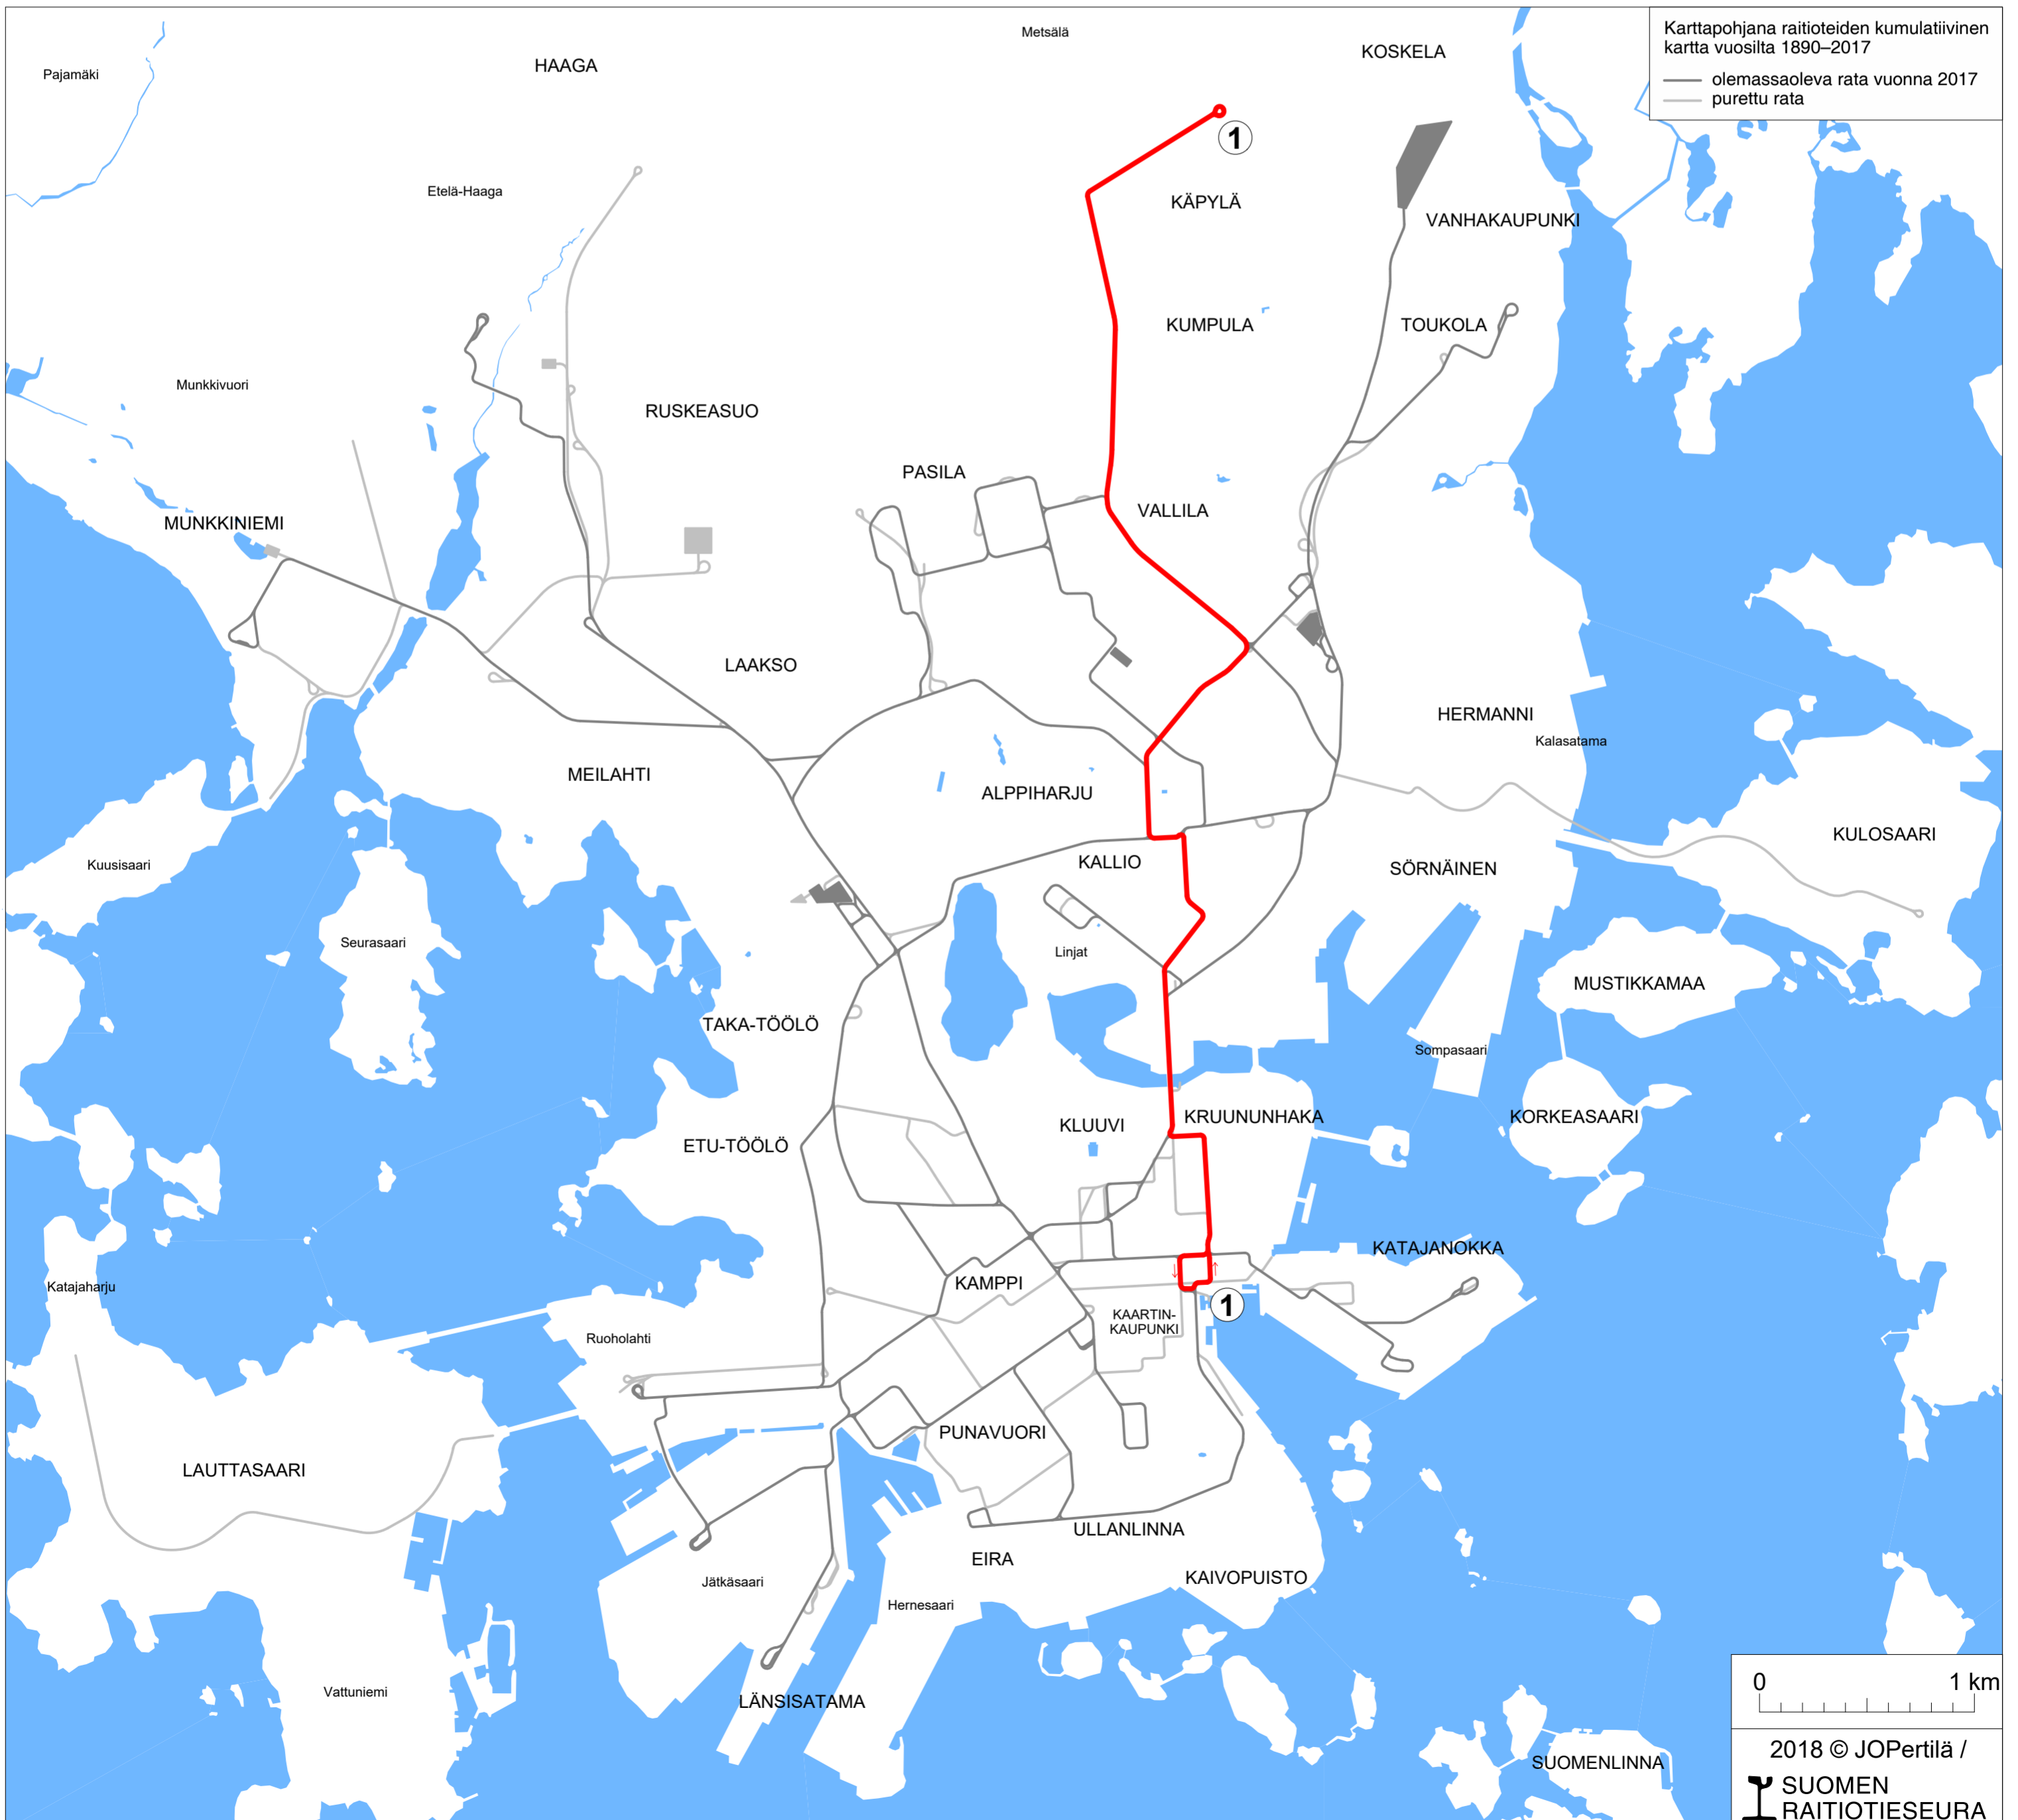 Metsälä
KOSKELA
Karttapohjana raitioteiden kumulatiivinen
kartta vuosilta 1890–2017
olemassaoleva rata vuonna 2017
purettu rata
HAAGA
Pajamäki
1
Etelä-Haaga
KÄPYLÄ
VANHAKAUPUNKI
KUMPULA
TOUKOLA
Munkkivuori
RUSKEASUO
PASILA
VALLILA
MUNKKINIEMI
LAAKSO
HERMANNI
Kalasatama
MEILAHTI
ALPPIHARJU
KULOSAARI
Kuusisaari
KALLIO
SÖRNÄINEN
Seurasaari
Linjat
MUSTIKKAMAA
TAKA-TÖÖLÖ
Sompasaari
KLUUVI
KRUUNUNHAKA
KORKEASAARI
ETU-TÖÖLÖ
KATAJANOKKA
Katajaharju
KAMPPI
↓
↑
1
KAARTIN-
KAUPUNKI
Ruoholahti
PUNAVUORI
LAUTTASAARI
ULLANLINNA
EIRA
KAIVOPUISTO
Jätkäsaari
Hernesaari
Vattuniemi
LÄNSISATAMA
0 1 km
2018 © JOPertilä /
SUOMEN
RAITIOTIESEURA
SUOMENLINNA